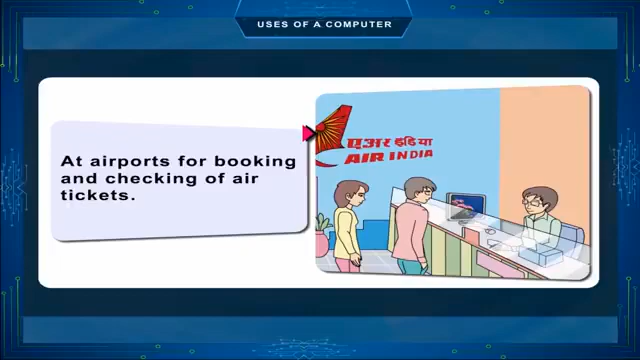 USES OF A COMPUTER
At airports for booking
and checking of air
tickets.
एअर इंडिया
AIR INDIA